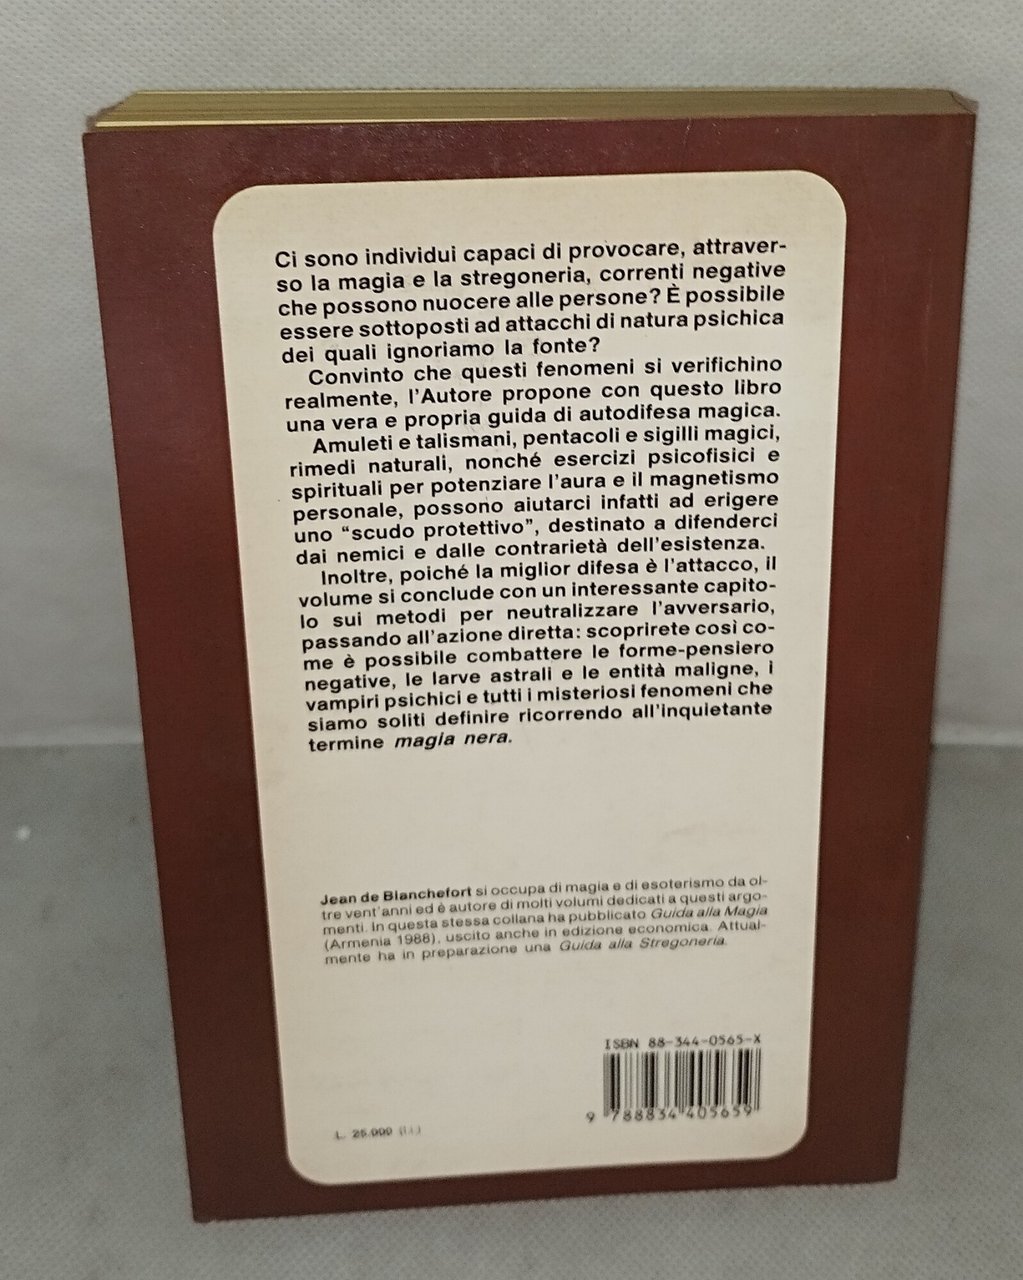 Ci sono individui capaci di provocare, attraver-
so la magia e la stregoneria, correnti negative
che possono nuocere alle persone? È possibile
essere sottoposti ad attacchi di natura psichica
dei quali ignoriamo la fonte?
Convinto che questi fenomeni si verifichino
realmente, l'Autore propone con questo libro
una vera e propria guida di autodifesa magica.
Amuleti e talismani, pentacoli e sigilli magici,
rimedi naturali, nonché esercizi psicofisici e
spirituali per potenziare l'aura e il magnetismo
personale, possono aiutarci infatti ad erigere
uno "scudo protettivo", destinato a difenderci
dai nemici e dalle contrarietà dell'esistenza.
Inoltre, poiché la miglior difesa è l'attacco, il
volume si conclude con un interessante capito-
lo sui metodi per neutralizzare l'avversario,
passando all'azione diretta: scoprirete così co-
me è possibile combattere le forme-pensiero
negative, le larve astrali e le entità maligne, i
vampiri psichici e tutti i misteriosi fenomeni che
siamo soliti definire ricorrendo all'inquietante
termine magia nera.
Jean de Blanchefort si occupa di magia e di esoterismo da ol-
tre vent'anni ed è autore di molti volumi dedicati a questi argo-
menti. In questa stessa collana ha pubblicato Guida alla Magia
(Armenia 1988), uscito anche in edizione economica. Attual-
mente ha in preparazione una Guida alla Stregoneria.
ISBN 88-344-0565-X
9 788834 405659
L. 25.000 (i.i.)